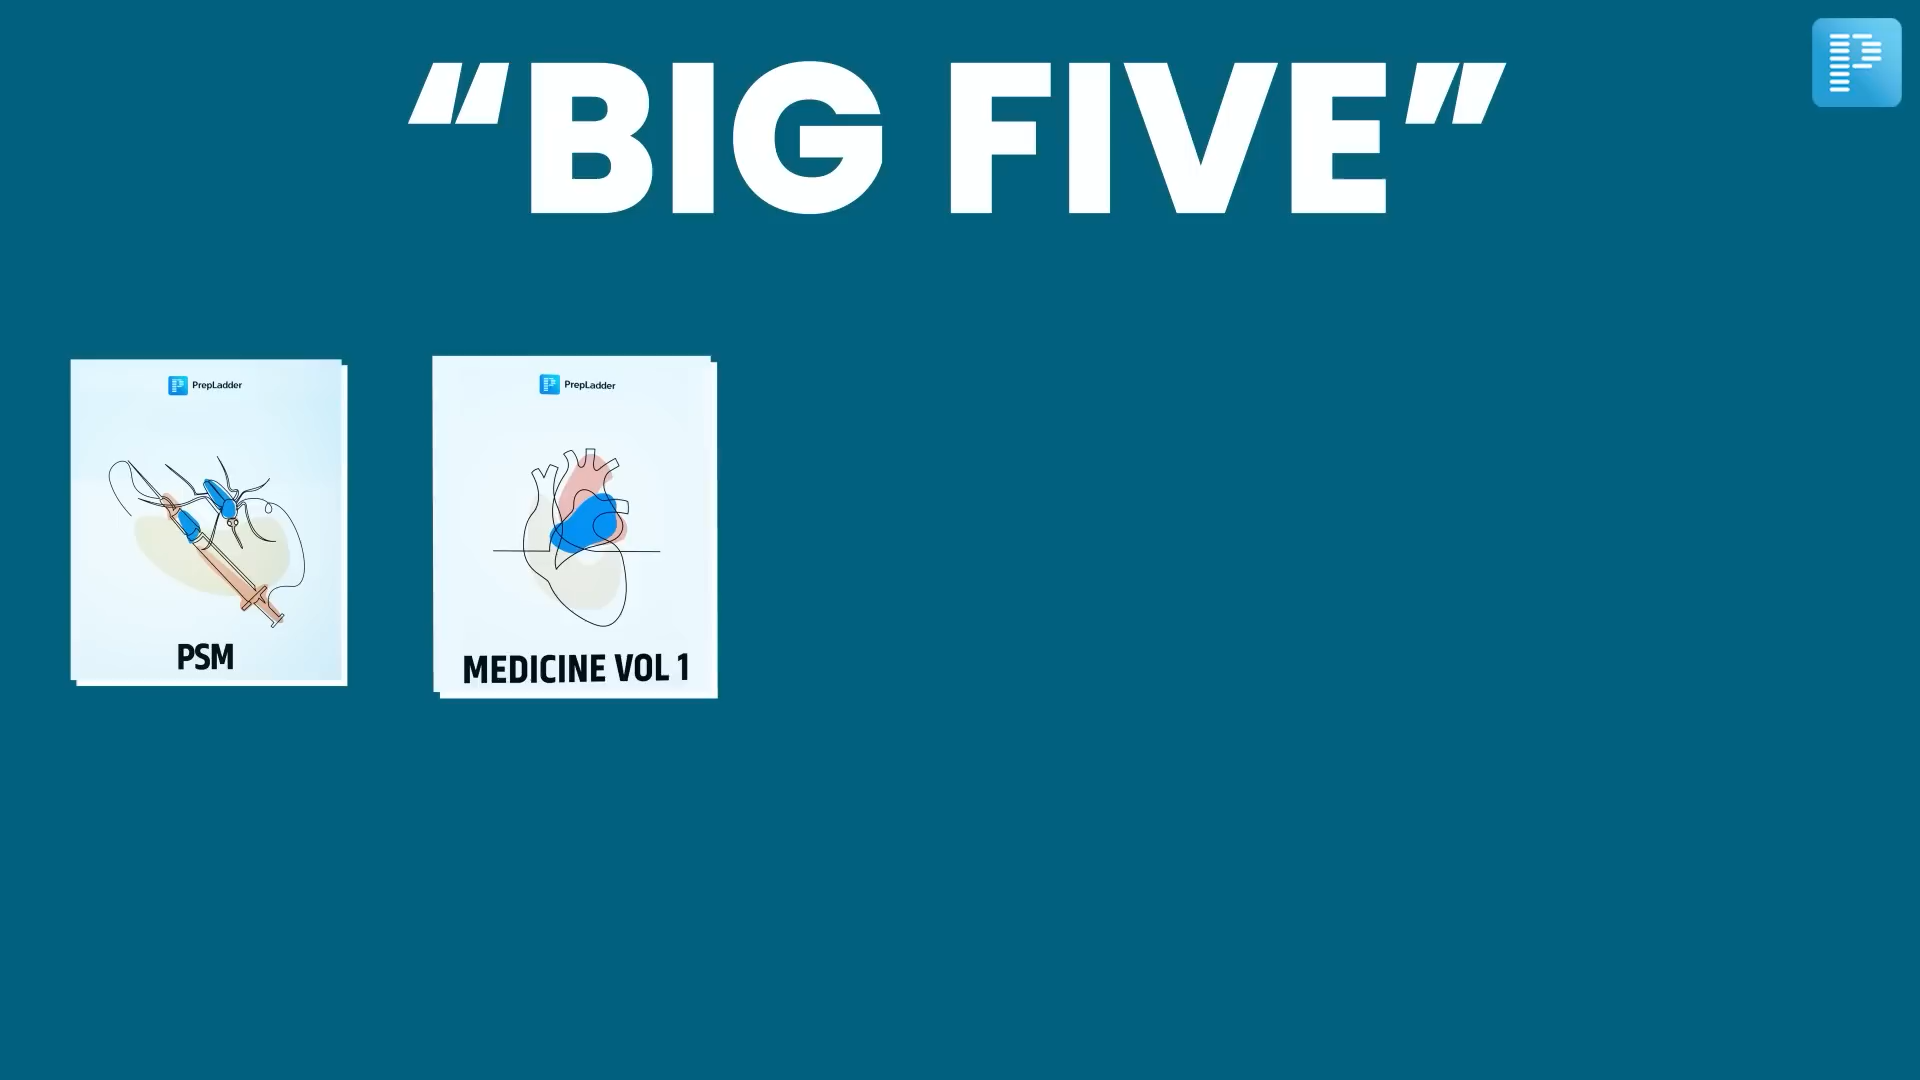 “BIG FIVE”
PrepLadder
PSM
PrepLadder
MEDICINE VOL 1